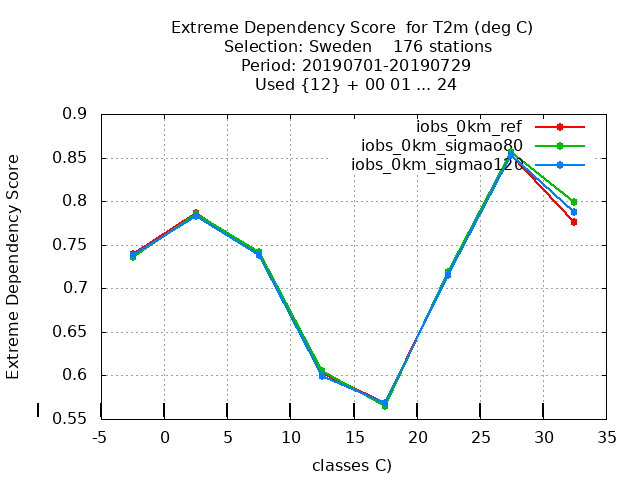 Extreme Dependency Score  for T2m (deg C)
Selection: Sweden    176 stations
Period: 20190701-20190729
Used {12} + 00 01 ... 24
iobs_0km_ref
iobs_0km_sigmao80
iobs_0km_sigmao120
Extreme Dependency Score
0.9
0.85
0.8
0.75
0.7
0.65
0.6
0.55
-5 0 5 10 15 20 25 30 35
classes C)